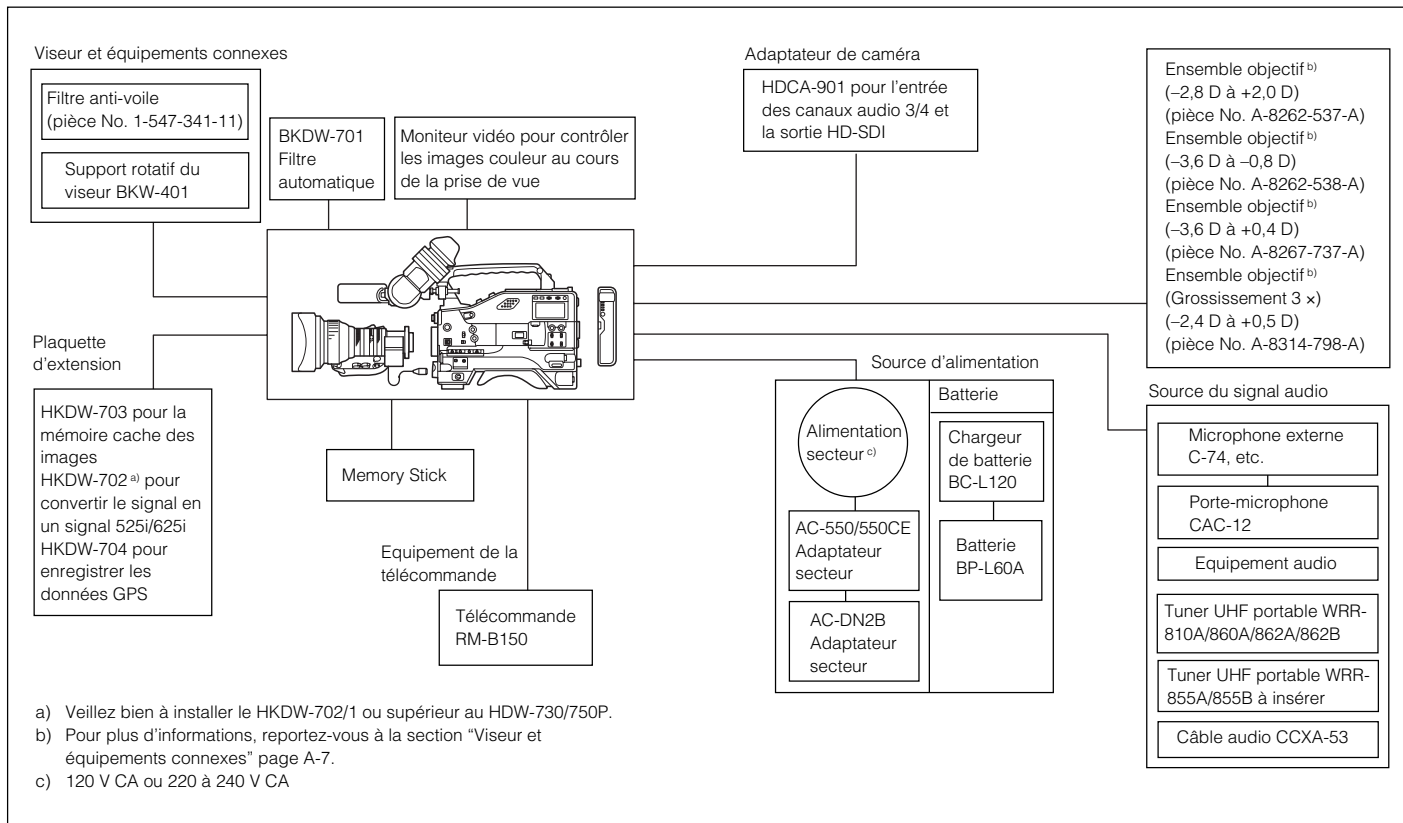 Viseur et équipements connexes
Filtre anti-voile
(pièce No. 1-547-341-11)
Support rotatif du
viseur BKW-401
BKDW-701
Filtre
automatique
Moniteur vidéo pour contrôler
les images couleur au cours
de la prise de vue
Adaptateur de caméra
HDCA-901 pour l'entrée
des canaux audio 3/4 et
la sortie HD-SDI
Ensemble objectif b)
(–2,8 D à +2,0 D)
(pièce No. A-8262-537-A)
Ensemble objectif b)
(–3,6 D à –0,8 D)
(pièce No. A-8262-538-A)
Ensemble objectif b)
(–3,6 D à +0,4 D)
(pièce No. A-8267-737-A)
Ensemble objectif b)
(Grossissement 3 ×)
(–2,4 D à +0,5 D)
(pièce No. A-8314-798-A)
Plaquette
d'extension
HKDW-703 pour la
mémoire cache des
images
HKDW-702 a) pour
convertir le signal en
un signal 525i/625i
HKDW-704 pour
enregistrer les
données GPS
Memory Stick
Equipement de la
télécommande
Télécommande
RM-B150
Source d'alimentation
Alimentation
secteur c)
AC-550/550CE
Adaptateur
secteur
AC-DN2B
Adaptateur
secteur
Batterie
Chargeur
de batterie
BC-L120
Batterie
BP-L60A
Source du signal audio
Microphone externe
C-74, etc.
Porte-microphone
CAC-12
Equipement audio
Tuner UHF portable WRR-
810A/860A/862A/862B
Tuner UHF portable WRR-
855A/855B à insérer
Câble audio CCXA-53
a) Veillez bien à installer le HKDW-702/1 ou supérieur au HDW-730/750P.
b) Pour plus d'informations, reportez-vous à la section “Viseur et
équipements connexes” page A-7.
c) 120 V CA ou 220 à 240 V CA